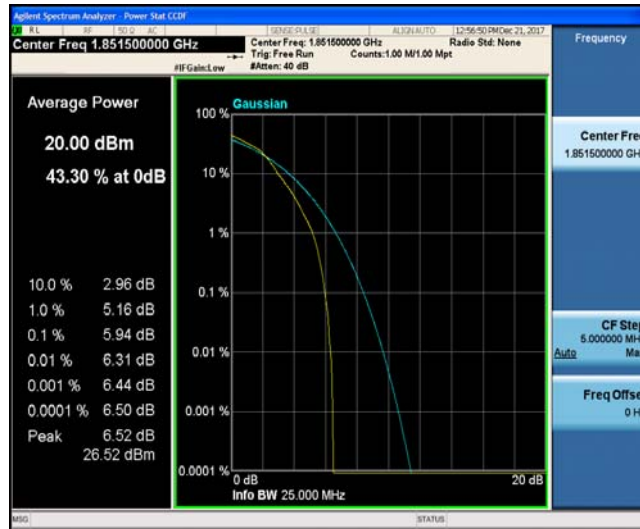 Agilent Spectrum Analyzer - Power Stat CCDF
RL RF 50 Ω AC SENSE:PULSE ALIGN AUTO 12:56:50 PM Dec 21, 2017
Center Freq 1.851500000 GHz
Center Freq: 1.851500000 GHz Radio Std: None
Trig: Free Run Counts:1.00 M/1.00 Mpt
#IFGain:Low #Atten: 40 dB
Frequency
Average Power
20.00 dBm
43.30 % at 0dB
10.0 % 2.96 dB
1.0 % 5.16 dB
0.1 % 5.94 dB
0.01 % 6.31 dB
0.001 % 6.44 dB
0.0001 % 6.50 dB
Peak 6.52 dB
26.52 dBm
Gaussian
100 %
10 %
1 %
0.1 %
0.01 %
0.001 %
0.0001 %
0 dB 20 dB
Info BW 25.000 MHz
Center Fre
1.851500000 GH
CF Step
5.000000 MH
Auto Ma
Freq Offse
0 H
MSG STATUS